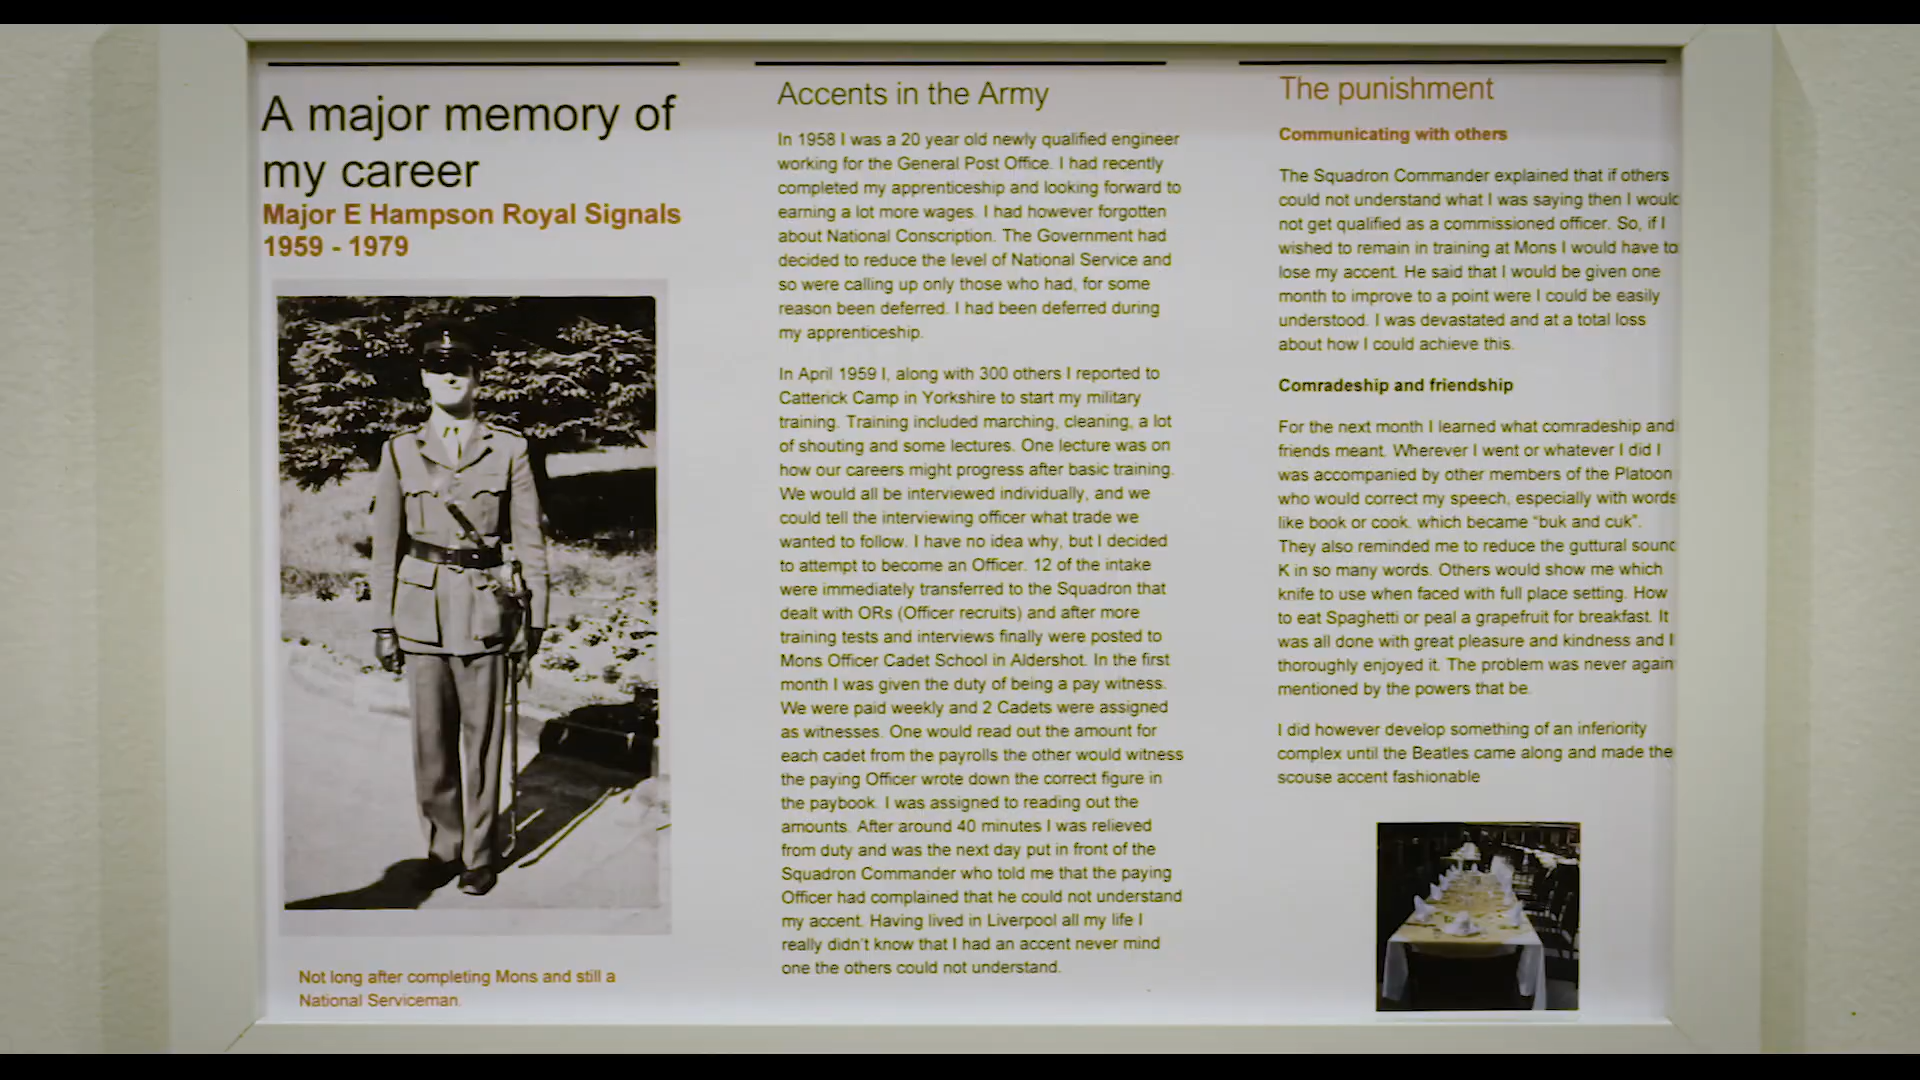 A major memory of
my career
Major E Hampson Royal Signals
1959 - 1979
Not long after completing Mons and still a
National Serviceman.
Accents in the Army
In 1958 I was a 20 year old newly qualified engineer
working for the General Post Office. I had recently
completed my apprenticeship and looking forward to
earning a lot more wages. I had however forgotten
about National Conscription. The Government had
decided to reduce the level of National Service and
so were calling up only those who had, for some
reason been deferred. I had been deferred during
my apprenticeship.
In April 1959 I, along with 300 others I reported to
Catterick Camp in Yorkshire to start my military
training. Training included marching, cleaning, a lot
of shouting and some lectures. One lecture was on
how our careers might progress after basic training.
We would all be interviewed individually, and we
could tell the interviewing officer what trade we
wanted to follow. I have no idea why, but I decided
to attempt to become an Officer. 12 of the intake
were immediately transferred to the Squadron that
dealt with ORs (Officer recruits) and after more
training tests and interviews finally were posted to
Mons Officer Cadet School in Aldershot. In the first
month I was given the duty of being a pay witness.
We were paid weekly and 2 Cadets were assigned
as witnesses. One would read out the amount for
each cadet from the payrolls the other would witness
the paying Officer wrote down the correct figure in
the paybook. I was assigned to reading out the
amounts. After around 40 minutes I was relieved
from duty and was the next day put in front of the
Squadron Commander who told me that the paying
Officer had complained that he could not understand
my accent. Having lived in Liverpool all my life I
really didn't know that I had an accent never mind
one the others could not understand.
The punishment
Communicating with others
The Squadron Commander explained that if others
could not understand what I was saying then I would
not get qualified as a commissioned officer. So, if I
wished to remain in training at Mons I would have to
lose my accent. He said that I would be given one
month to improve to a point were I could be easily
understood. I was devastated and at a total loss
about how I could achieve this.
Comradeship and friendship
For the next month I learned what comradeship and
friends meant. Wherever I went or whatever I did I
was accompanied by other members of the Platoon
who would correct my speech, especially with words
like book or cook. which became “buk and cuk”.
They also reminded me to reduce the guttural sound
K in so many words. Others would show me which
knife to use when faced with full place setting. How
to eat Spaghetti or peal a grapefruit for breakfast. It
was all done with great pleasure and kindness and I
thoroughly enjoyed it. The problem was never again
mentioned by the powers that be.
I did however develop something of an inferiority
complex until the Beatles came along and made the
scouse accent fashionable